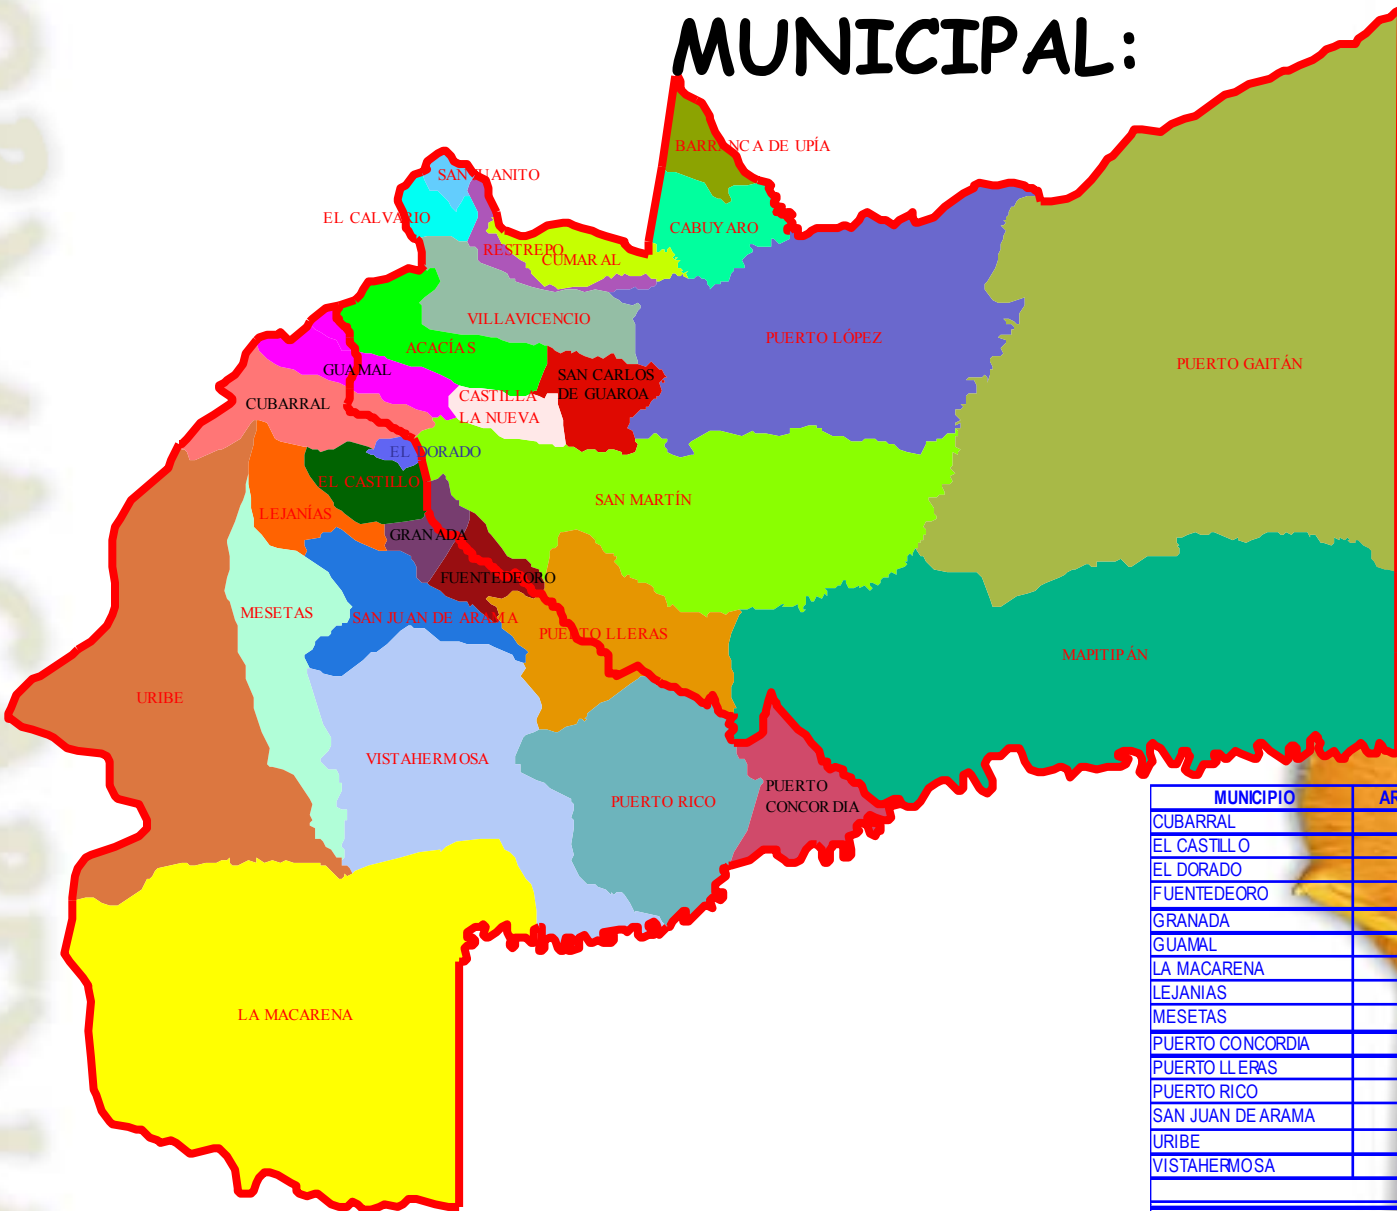 MUNICIPAL:
BARRANCA DE UPÍA
SAN JUANITO
EL CALVARIO
CABUYARO
RESTREPO
CUMARAL
VILLAVICENCIO
PUERTO LÓPEZ
ACACÍAS
PUERTO GAITÁN
GUAMAL
SAN CARLOS
DE GUAROA
CASTILLA
LA NUEVA
CUBARRAL
EL DORADO
EL CASTILLO
SAN MARTÍN
LEJANÍAS
GRANADA
FUENTEDEORO
MESETAS
SAN JUAN DE ARAMA
PUERTO LLERAS
MAPITIPÁN
URIBE
VISTAHERMOSA
PUERTO RICO
PUERTO
CONCORDIA
LA MACARENA
MUNICIPIO AR
CUBARRAL
EL CASTILLO
EL DORADO
FUENTEDEORO
GRANADA
GUAMAL
LA MACARENA
LEJANIAS
MESETAS
PUERTO CONCORDIA
PUERTO LLERAS
PUERTO RICO
SAN JUAN DE ARAMA
URIBE
VISTAHERMOSA